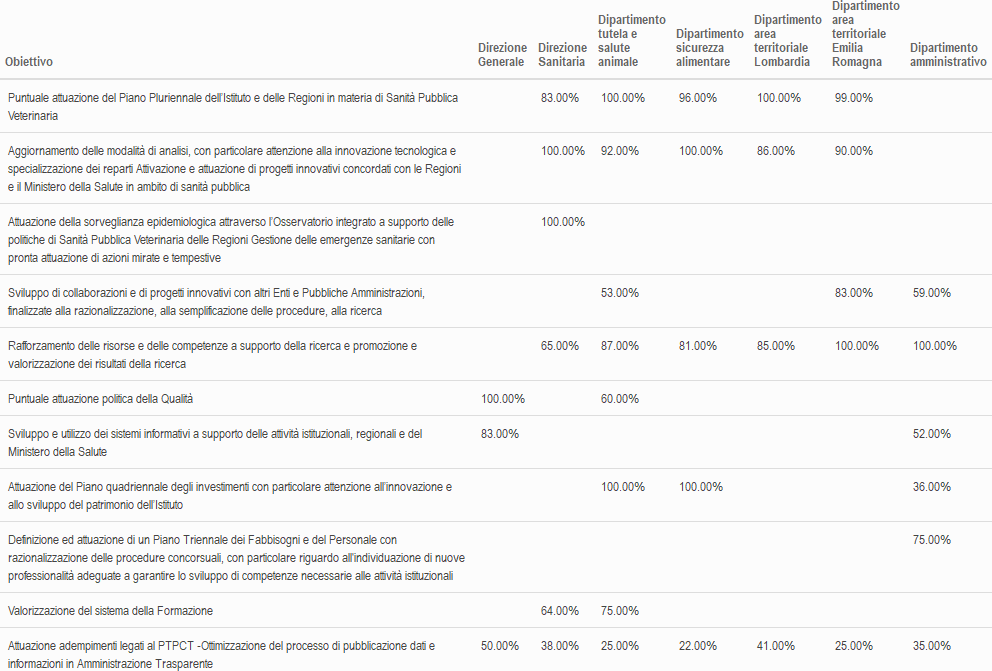 Obiettivo
Direzione
Generale
Direzione
Sanitaria
Dipartimento
tutela e
salute
animale
Dipartimento
sicurezza
alimentare
Dipartimento
area
territoriale
Lombardia
Dipartimento
area
territoriale
Emilia
Romagna
Dipartimento
amministrativo
Puntuale attuazione del Piano Pluriennale dell'Istituto e delle Regioni in materia di Sanità Pubblica
Veterinaria
83.00% 100.00% 96.00% 100.00% 99.00%
Aggiornamento delle modalità di analisi, con particolare attenzione alla innovazione tecnologica e
specializzazione dei reparti Attivazione e attuazione di progetti innovativi concordati con le Regioni
e il Ministero della Salute in ambito di sanità pubblica
100.00% 92.00% 100.00% 86.00% 90.00%
Attuazione della sorveglianza epidemiologica attraverso l'Osservatorio integrato a supporto delle
politiche di Sanità Pubblica Veterinaria delle Regioni Gestione delle emergenze sanitarie con
pronta attuazione di azioni mirate e tempestive
100.00%
Sviluppo di collaborazioni e di progetti innovativi con altri Enti e Pubbliche Amministrazioni,
finalizzate alla razionalizzazione, alla semplificazione delle procedure, alla ricerca
53.00% 83.00% 59.00%
Rafforzamento delle risorse e delle competenze a supporto della ricerca e promozione e
valorizzazione dei risultati della ricerca
65.00% 87.00% 81.00% 85.00% 100.00% 100.00%
Puntuale attuazione politica della Qualità
100.00% 60.00%
Sviluppo e utilizzo dei sistemi informativi a supporto delle attività istituzionali, regionali e del
Ministero della Salute
83.00% 52.00%
Attuazione del Piano quadriennale degli investimenti con particolare attenzione all'innovazione e
allo sviluppo del patrimonio dell'Istituto
100.00% 100.00% 36.00%
Definizione ed attuazione di un Piano Triennale dei Fabbisogni e del Personale con
razionalizzazione delle procedure concorsuali, con particolare riguardo all'individuazione di nuove
professionalità adeguate a garantire lo sviluppo di competenze necessarie alle attività istituzionali
75.00%
Valorizzazione del sistema della Formazione
64.00% 75.00%
Attuazione adempimenti legati al PTPCT -Ottimizzazione del processo di pubblicazione dati e
informazioni in Amministrazione Trasparente
50.00% 38.00% 25.00% 22.00% 41.00% 25.00% 35.00%